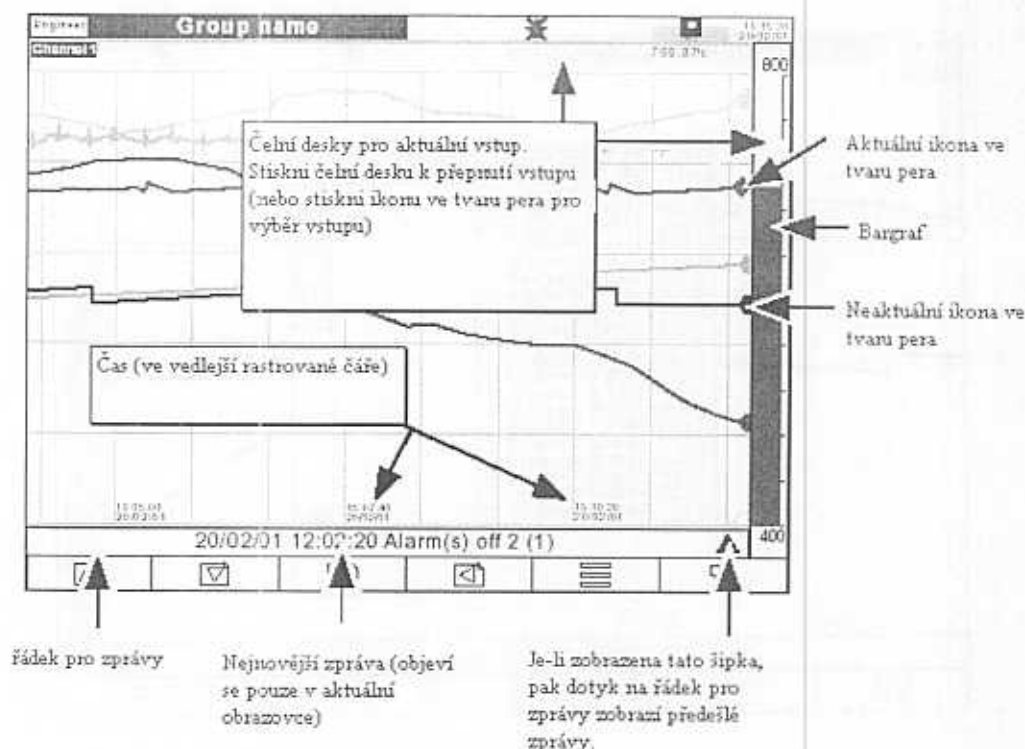 Engineer
Group name
Channel 1
800
Čelní desky pro aktuální vstup.
Stiskni čelní desku k přepnutí vstupu
(nebo stiskni ikonu ve tvaru pera pro
výběr vstupu)
Aktuální ikona ve
tvaru pera
Bargraf
Neaktuální ikona ve
tvaru pera
Čas (ve vedlejší rastrované čáře)
20/02/01 12:02:20 Alarm(s) off 2 (1)
400
řádek pro zprávy
Nejnovější zpráva (objeví
se pouze v aktuální
obrazovce)
Je-li zobrazena tato šipka,
pak dotyk na řádek pro
zprávy zobrazí předešlé
zprávy.